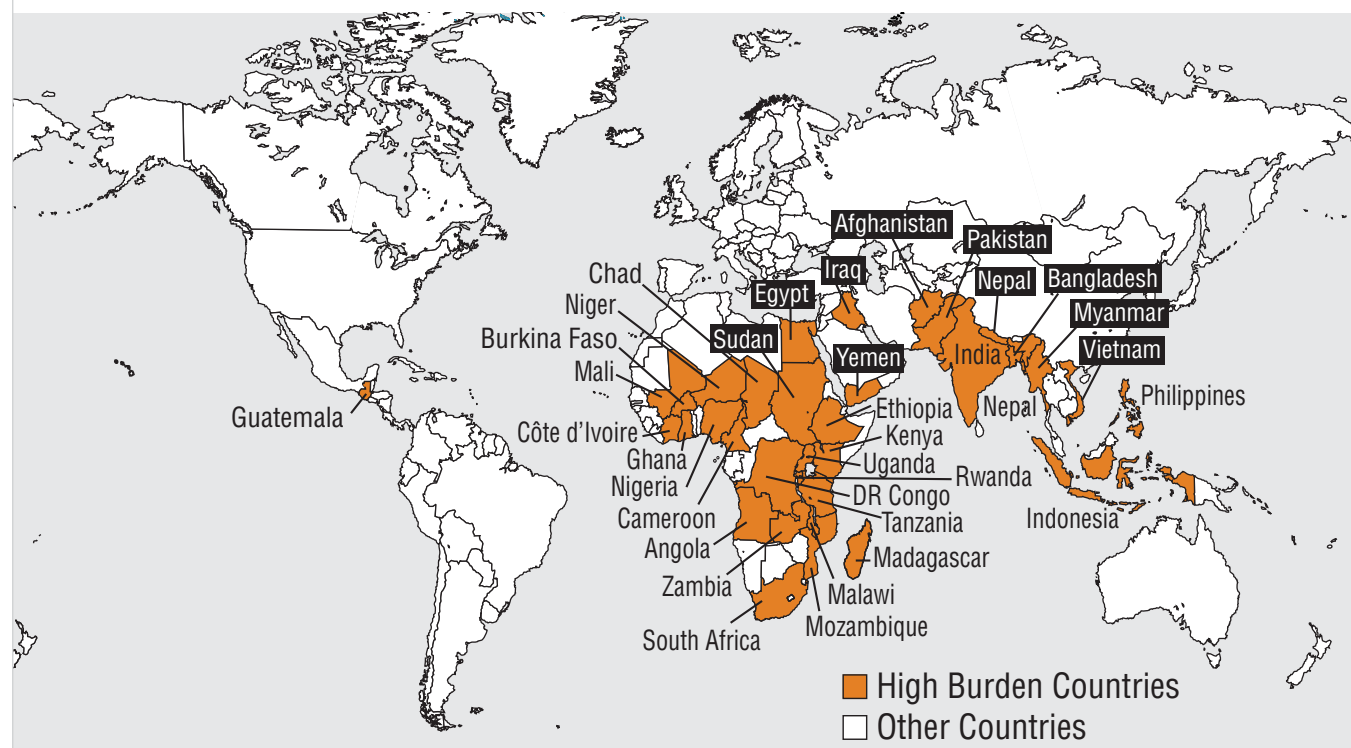 Afghanistan
Pakistan
Chad
Iraq
Nepal
Bangladesh
Niger
Egypt
Myanmar
Burkina Faso
Sudan
Vietnam
Mali
Yemen
India
Philippines
Guatemala
Nepal
Ethiopia
Côte d’Ivoire
Kenya
Ghana
Uganda
Nigeria
Rwanda
DR Congo
Cameroon
Tanzania
Indonesia
Angola
Madagascar
Zambia
Malawi
Mozambique
South Africa
High Burden Countries
Other Countries